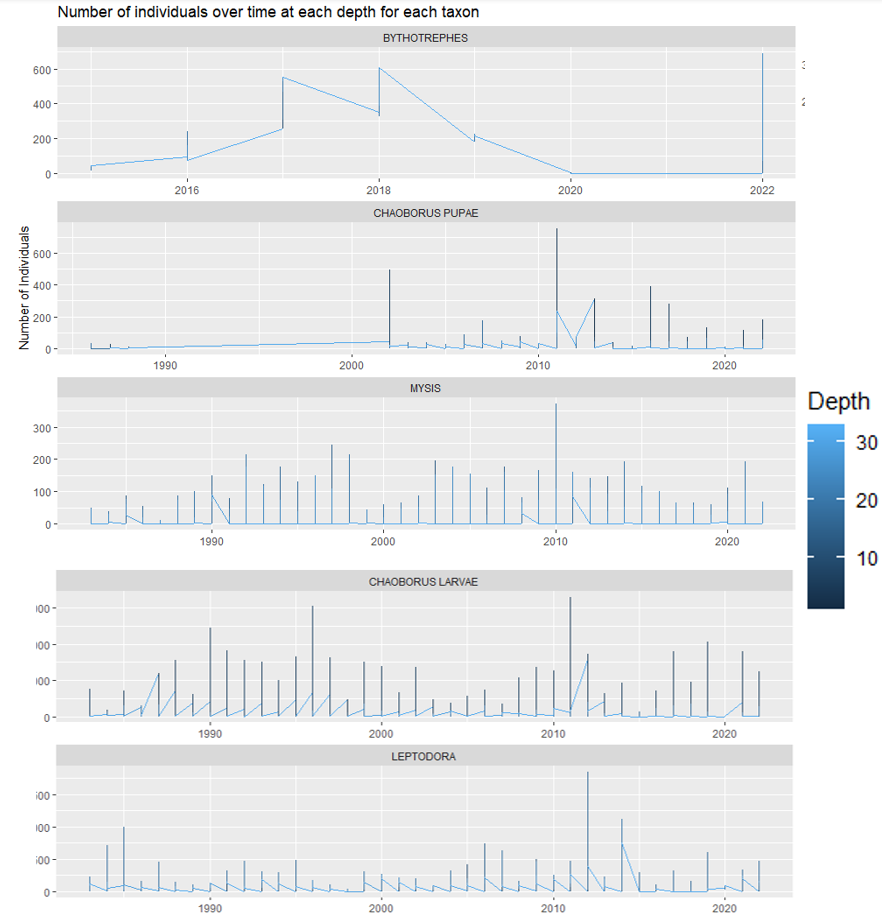 Number of individuals over time at each depth for each taxon
BYTHOTREPHES
600
400
200
0
2016 2018 2020 2022
CHAOBORUS PUPAE
Number of Individuals
600
400
200
0
1990 2000 2010 2020
MYSIS
300
200
100
0
1990 2000 2010 2020
Depth
30
20
10
CHAOBORUS LARVAE
0
1990 2000 2010 2020
LEPTODORA
0
1990 2000 2010 2020